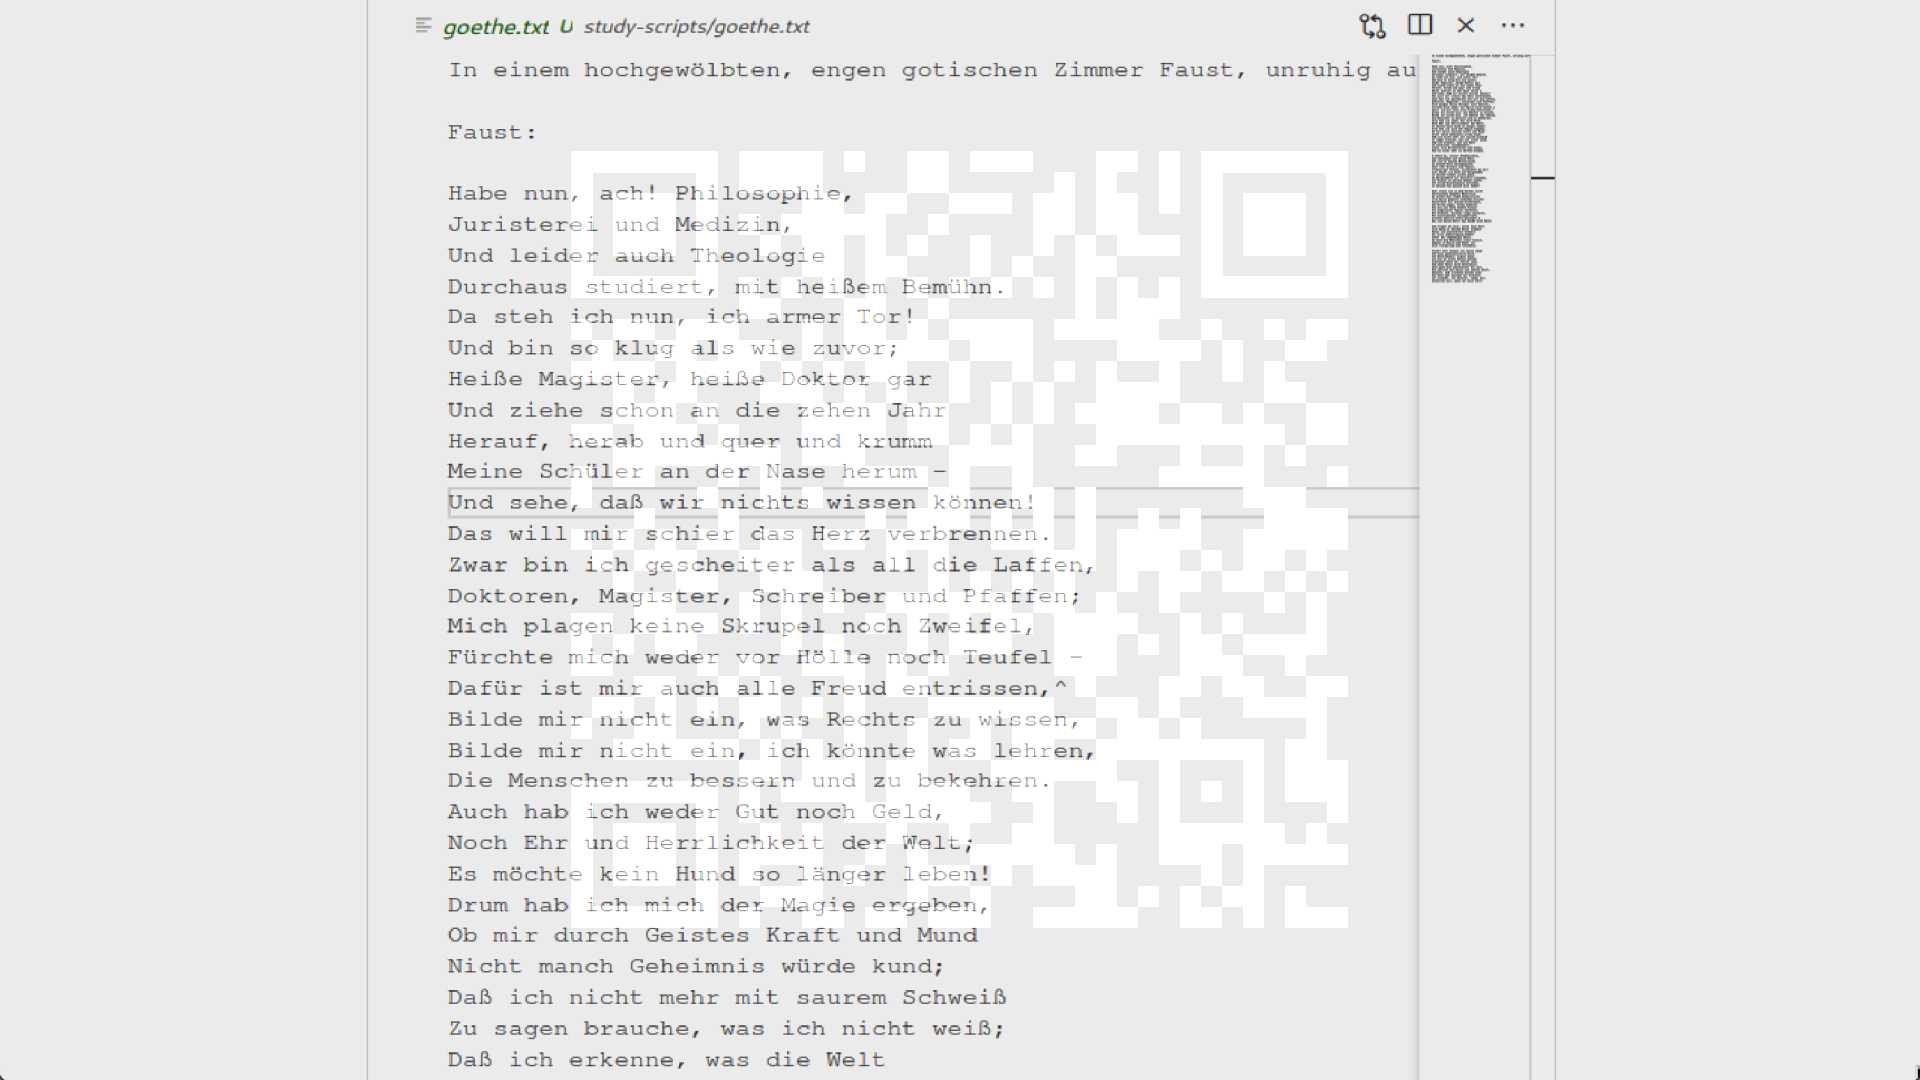 goethe.txt U study-scripts/goethe.txt
In einem hochgewölbten, engen gotischen Zimmer Faust, unruhig au
Faust:
Habe nun, ach! Philosophie,
Juristerei und Medizin,
Und leider auch Theologie
Durchaus studiert, mit heißem Bemühn.
Da steh ich nun, ich armer Tor!
Und bin so klug als wie zuvor;
Heiße Magister, heiße Doktor gar
Und ziehe schon an die zehen Jahr
Herauf, herab und quer und krumm
Meine Schüler an der Nase herum –
Und sehe, daß wir nichts wissen können!
Das will mir schier das Herz verbrennen.
Zwar bin ich gescheiter als all die Laffen,
Doktoren, Magister, Schreiber und Pfaffen;
Mich plagen keine Skrupel noch Zweifel,
Fürchte mich weder vor Hölle noch Teufel –
Dafür ist mir auch alle Freud entrissen,^
Bilde mir nicht ein, was Rechts zu wissen,
Bilde mir nicht ein, ich könnte was lehren,
Die Menschen zu bessern und zu bekehren.
Auch hab ich weder Gut noch Geld,
Noch Ehr und Herrlichkeit der Welt;
Es möchte kein Hund so länger leben!
Drum hab ich mich der Magie ergeben,
Ob mir durch Geistes Kraft und Mund
Nicht manch Geheimnis würde kund;
Daß ich nicht mehr mit saurem Schweiß
Zu sagen brauche, was ich nicht weiß;
Daß ich erkenne, was die Welt